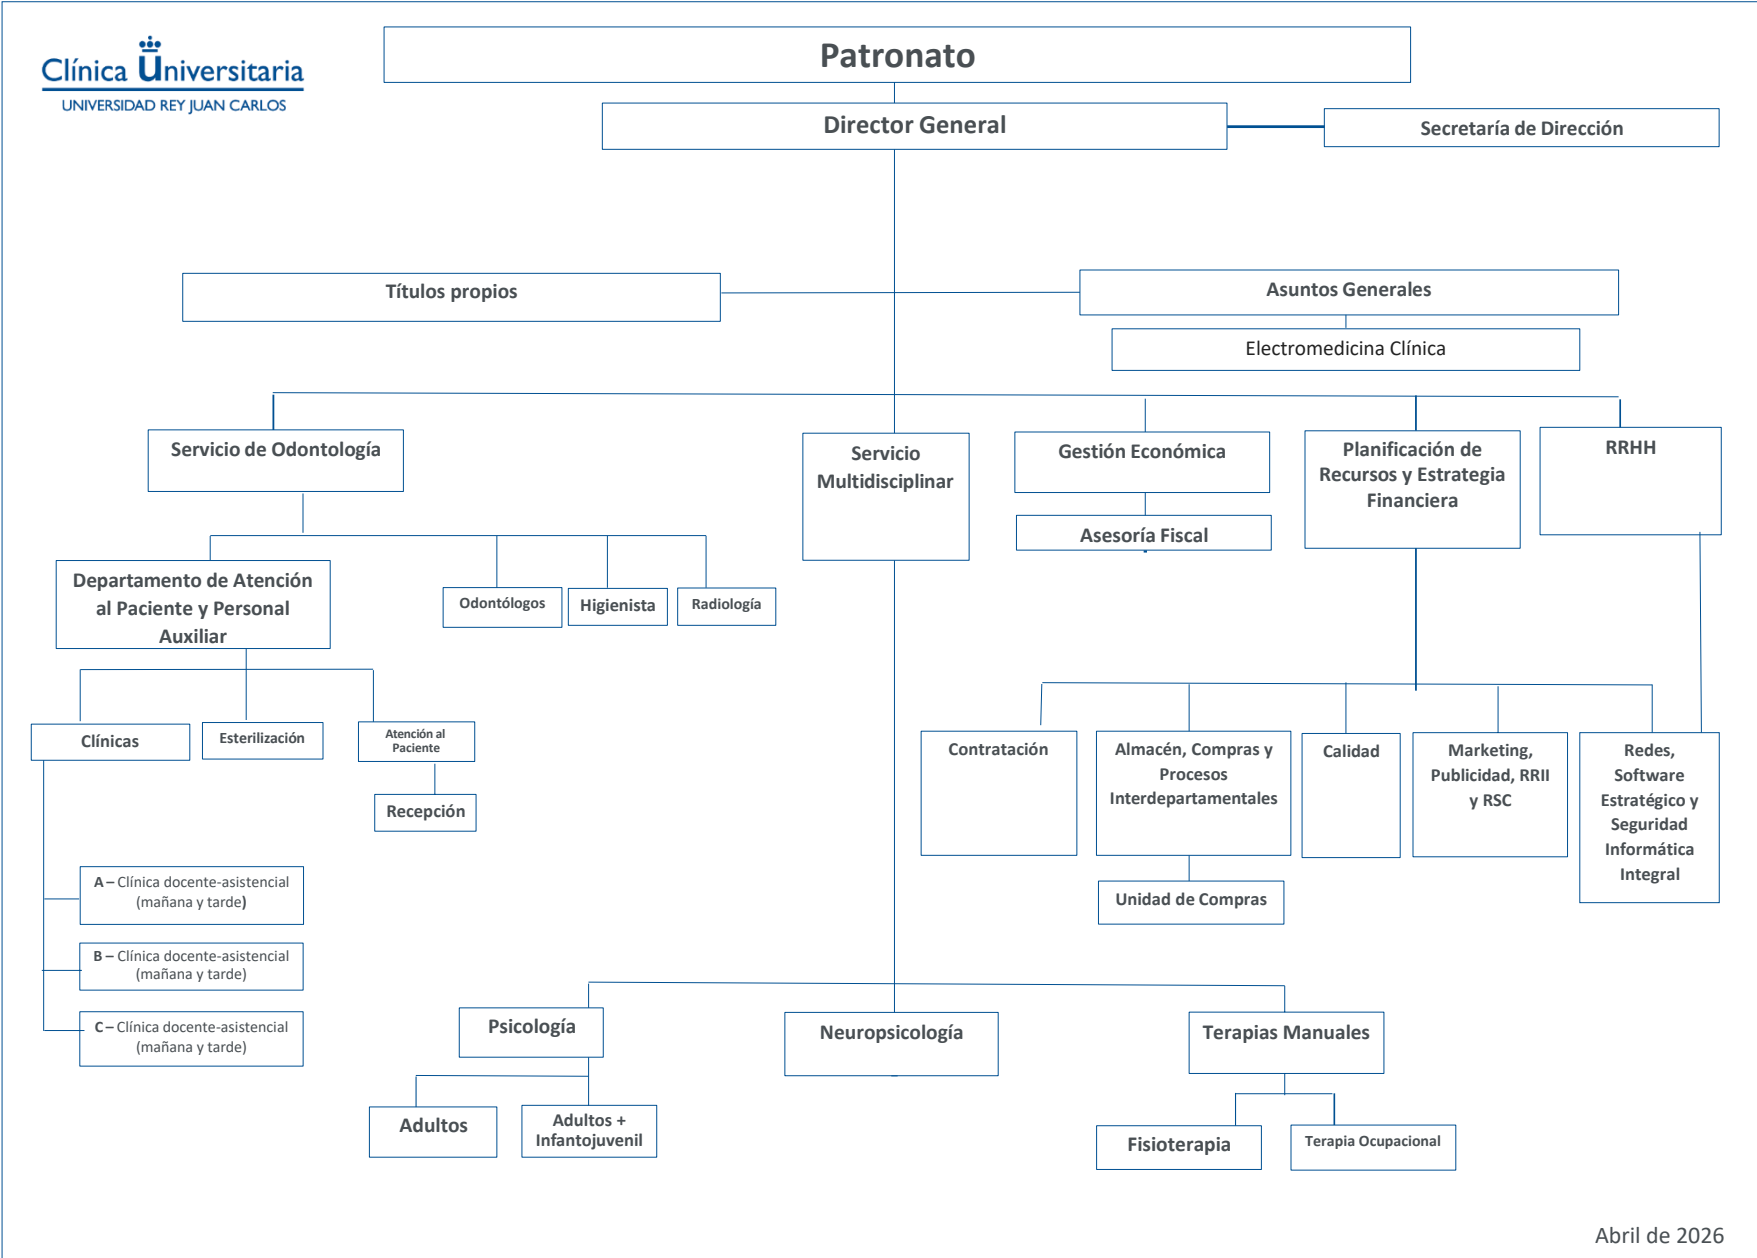 Clínica Universitaria
UNIVERSIDAD REY JUAN CARLOS
Patronato
Director General
Secretaría de Dirección
Títulos propios
Asuntos Generales
Electromedicina Clínica
Servicio de Odontología
Servicio
Multidisciplinar
Gestión Económica
Asesoría Fiscal
Planificación de
Recursos y Estrategia
Financiera
RRHH
Departamento de Atención
al Paciente y Personal
Auxiliar
Odontólogos
Higienista
Radiología
Clínicas
Esterilización
Atención al
Paciente
Recepción
Contratación
Almacén, Compras y
Procesos
Interdepartamentales
Calidad
Marketing,
Publicidad, RRII
y RSC
Redes,
Software
Estratégico y
Seguridad
Informática
Integral
Unidad de Compras
A – Clínica docente-asistencial
(mañana y tarde)
B – Clínica docente-asistencial
(mañana y tarde)
C – Clínica docente-asistencial
(mañana y tarde)
Psicología
Neuropsicología
Terapias Manuales
Adultos
Adultos +
Infantojuvenil
Fisioterapia
Terapia Ocupacional
Abril de 2026